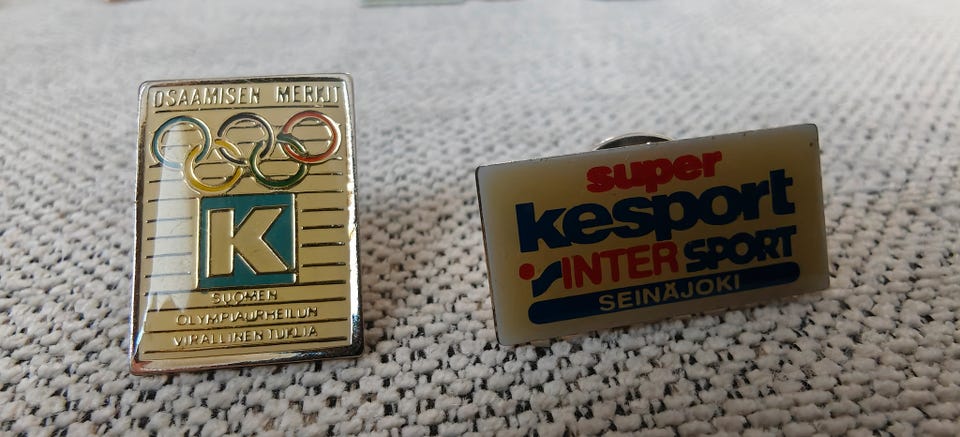 OSAAMISEN MERKIT
K
SUOMEN
OLYMPIAURHEILUN
VIRALLINEN TUKIJA
super
kesport
INTER SPORT
SEINÄJOKI